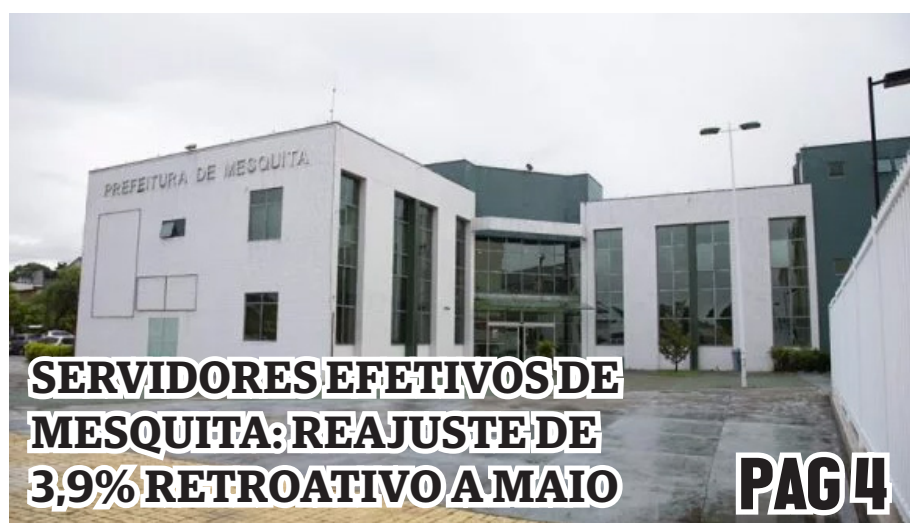 PREFEITURA DE MESQUITA
SERVIDORES EFETIVOS DE
MESQUITA: REAJUSTE DE
3,9% RETROATIVO A MAIO
PAG 4